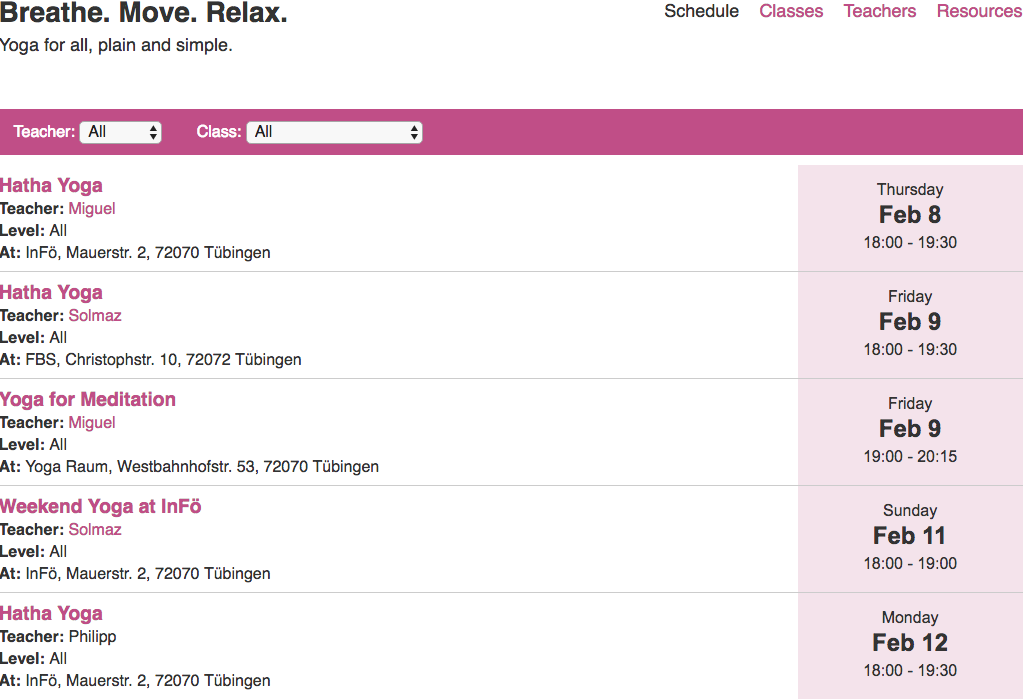 Breathe. Move. Relax.
Schedule Classes Teachers Resources
Yoga for all, plain and simple.
Teacher: All Class: All
Hatha Yoga
Teacher: Miguel
Level: All
At: InFö, Mauerstr. 2, 72070 Tübingen
Thursday
Feb 8
18:00 - 19:30
Hatha Yoga
Teacher: Solmaz
Level: All
At: FBS, Christophstr. 10, 72072 Tübingen
Friday
Feb 9
18:00 - 19:30
Yoga for Meditation
Teacher: Miguel
Level: All
At: Yoga Raum, Westbahnhofstr. 53, 72070 Tübingen
Friday
Feb 9
19:00 - 20:15
Weekend Yoga at InFö
Teacher: Solmaz
Level: All
At: InFö, Mauerstr. 2, 72070 Tübingen
Sunday
Feb 11
18:00 - 19:00
Hatha Yoga
Teacher: Philipp
Level: All
At: InFö, Mauerstr. 2, 72070 Tübingen
Monday
Feb 12
18:00 - 19:30